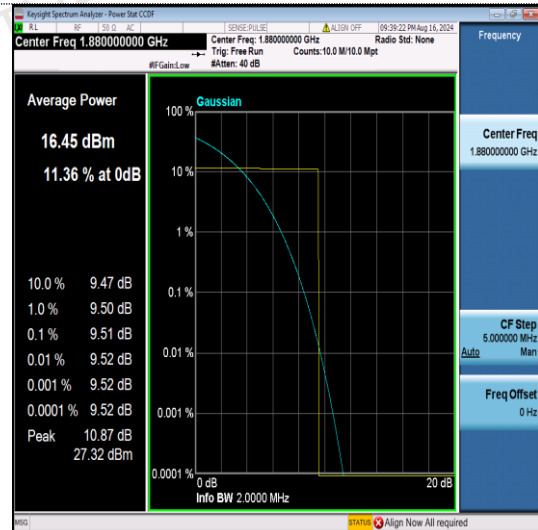 Keysight Spectrum Analyzer - Power Stat CCDF
RL RF 50 Ω AC SENSE:PULSE ALIGN OFF 09:39:22 PM Aug 16, 2024
Center Freq 1.880000000 GHz
Center Freq: 1.880000000 GHz Radio Std: None
Trig: Free Run Counts:10.0 M/10.0 Mpt
#IFGain:Low #Atten: 40 dB
Frequency
Average Power
16.45 dBm
11.36 % at 0dB
10.0 % 9.47 dB
1.0 % 9.50 dB
0.1 % 9.51 dB
0.01 % 9.52 dB
0.001 % 9.52 dB
0.0001 % 9.52 dB
Peak 10.87 dB
27.32 dBm
Gaussian
100 %
10 %
1 %
0.1 %
0.01 %
0.001 %
0.0001 %
0 dB 20 dB
Info BW 2.0000 MHz
Center Freq
1.880000000 GHz
CF Step
5.000000 MHz
Auto Man
Freq Offset
0 Hz
MSG STATUS Align Now All required